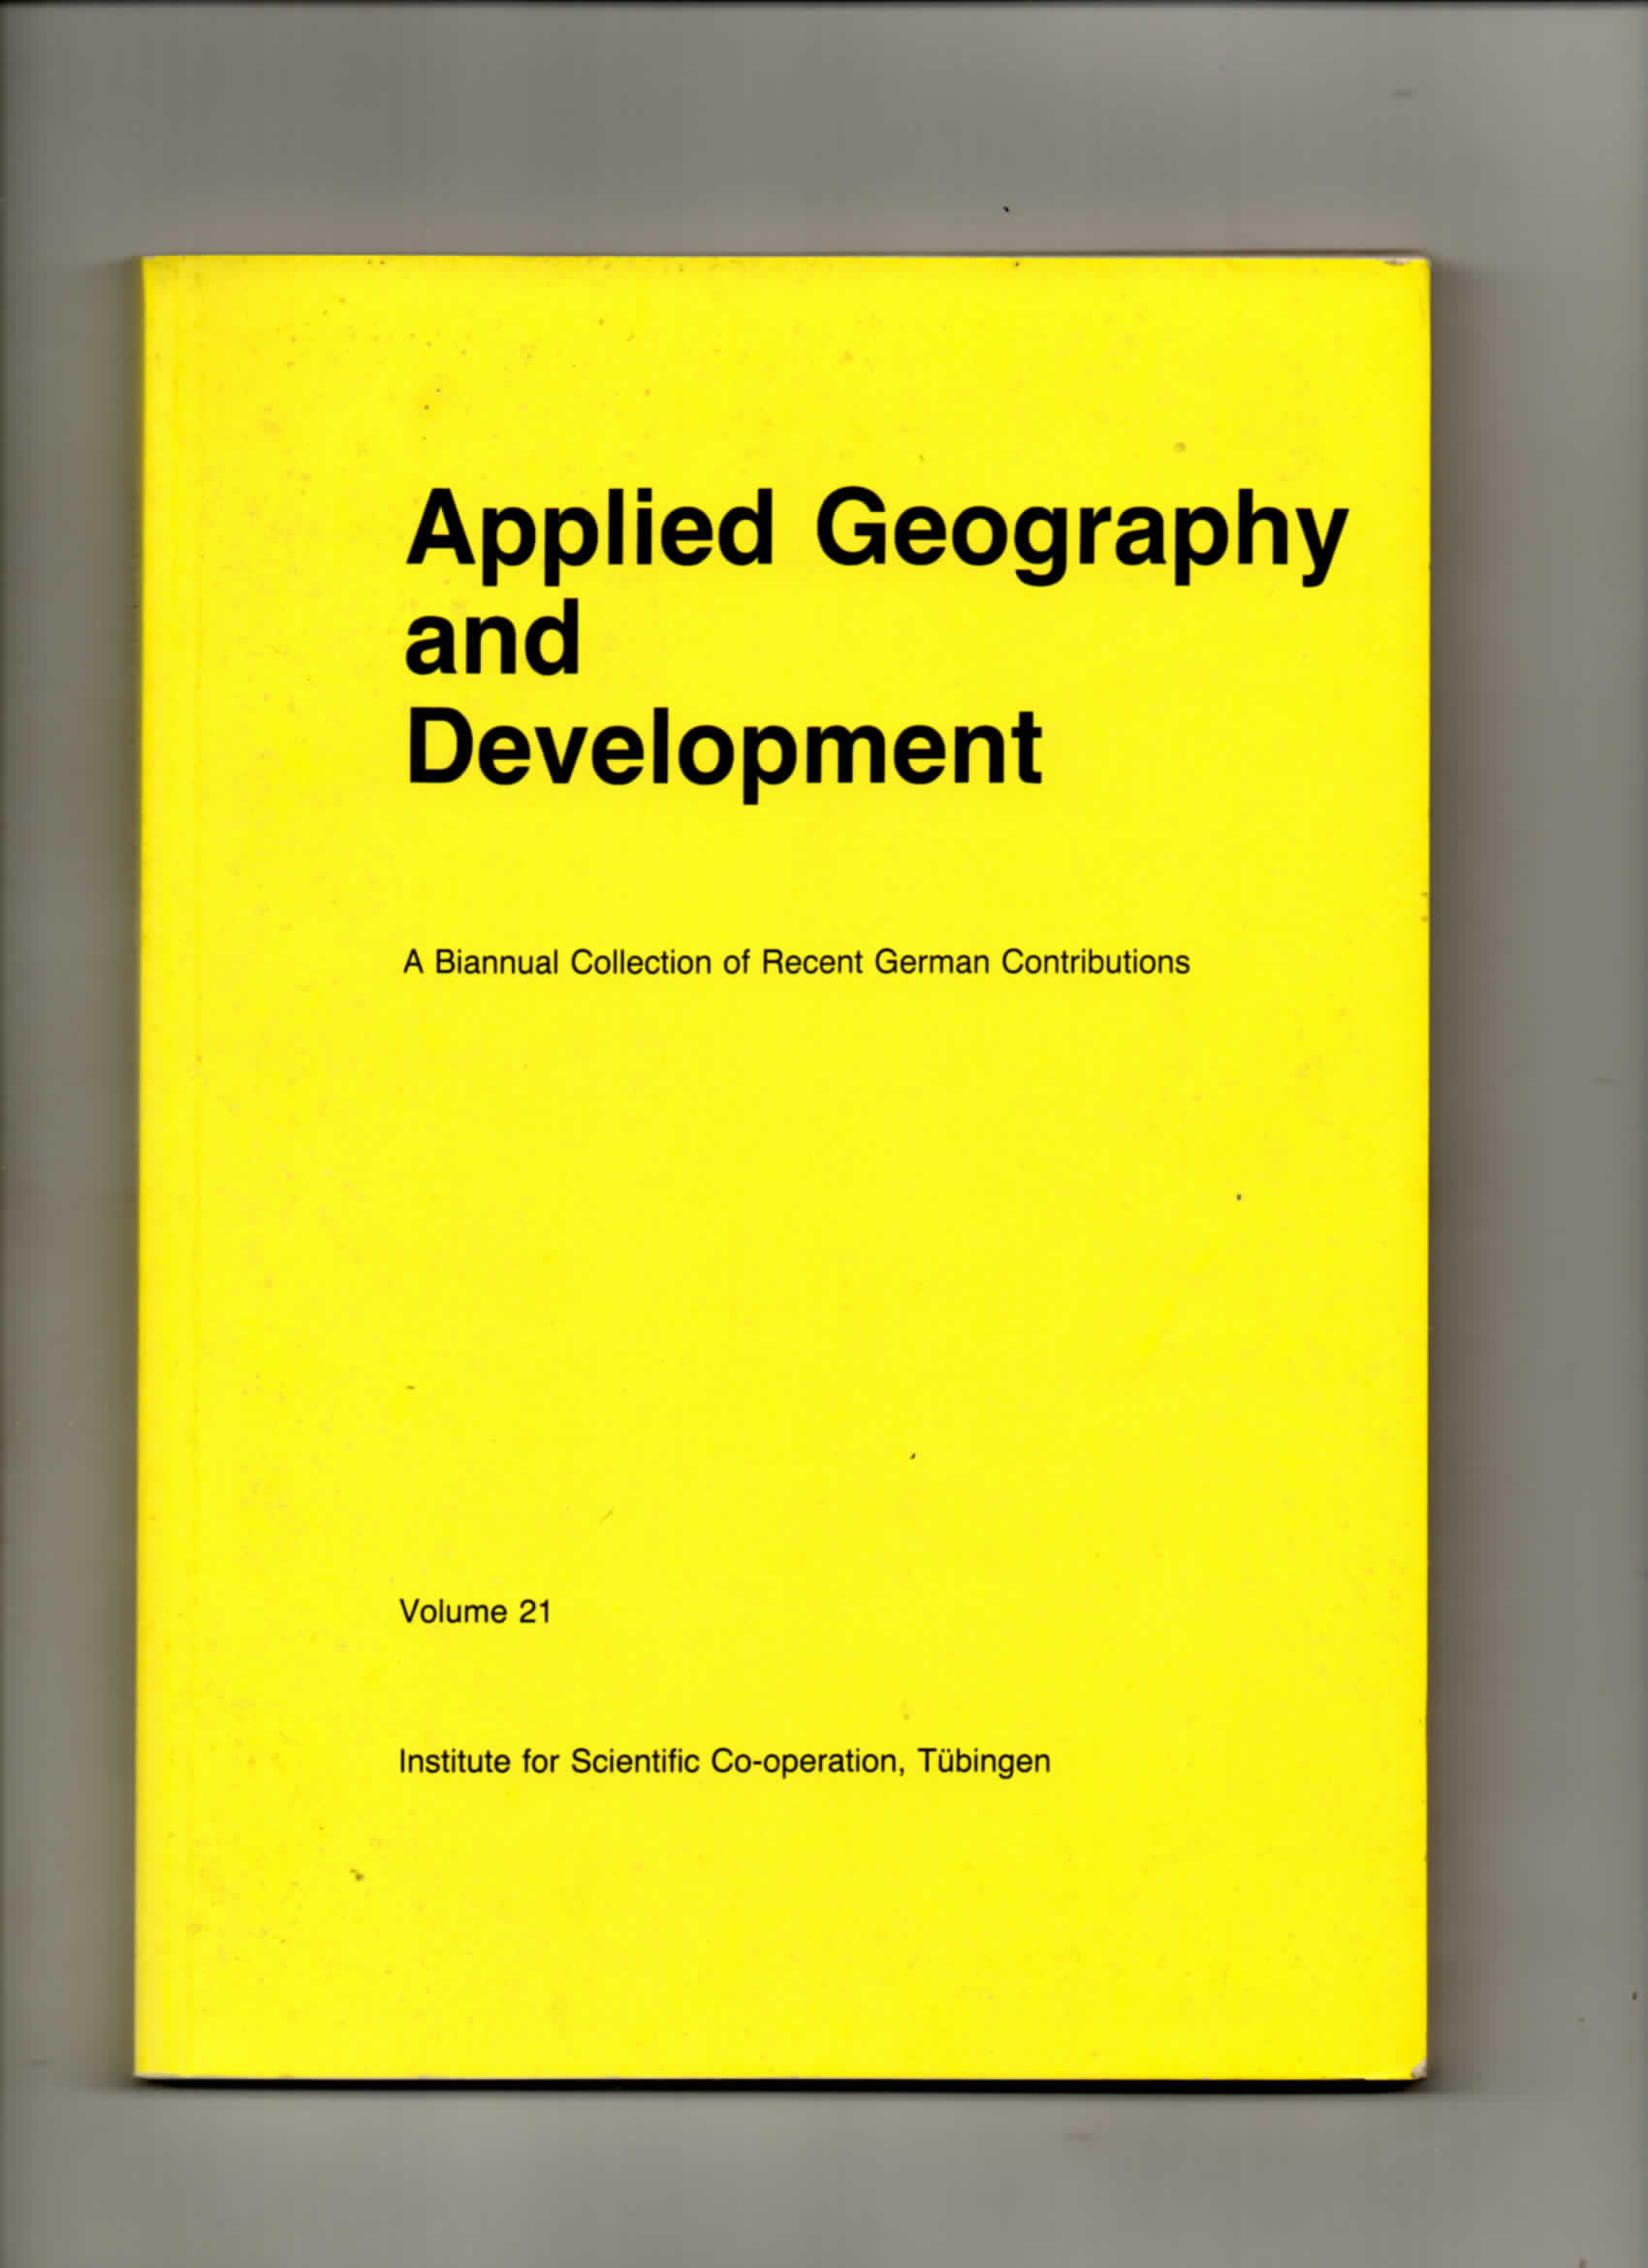 Applied Geography
and
Development
A Biannual Collection of Recent German Contributions
Volume 21
Institute for Scientific Co-operation, Tübingen